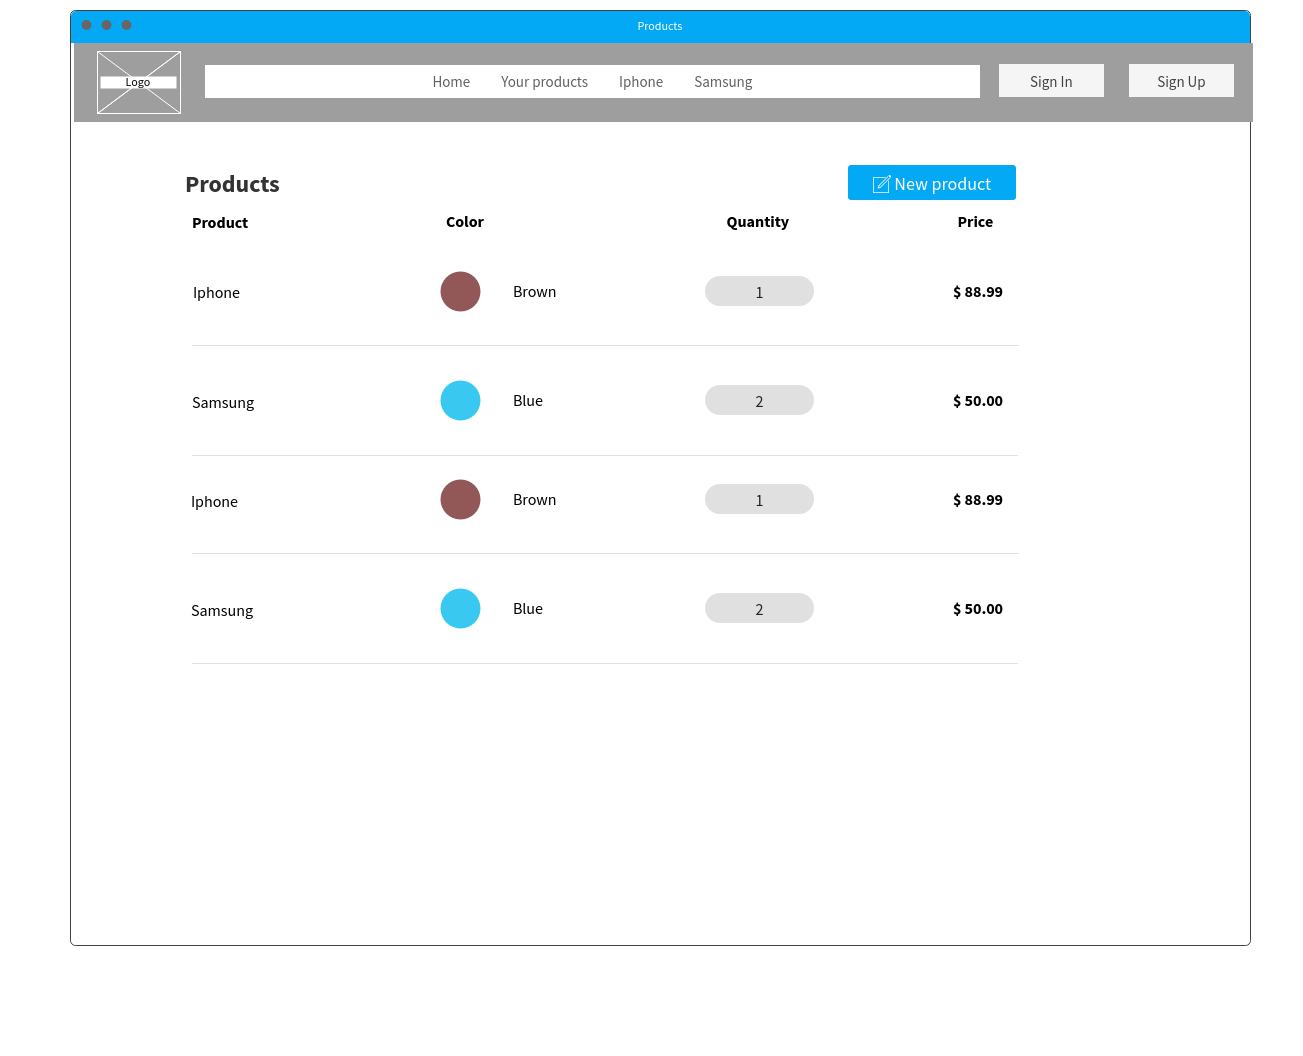 Products
Logo
Home Your products Iphone Samsung Sign In Sign Up
Products New product
Product Color Quantity Price
Iphone Brown 1 $ 88.99
Samsung Blue 2 $ 50.00
Iphone Brown 1 $ 88.99
Samsung Blue 2 $ 50.00